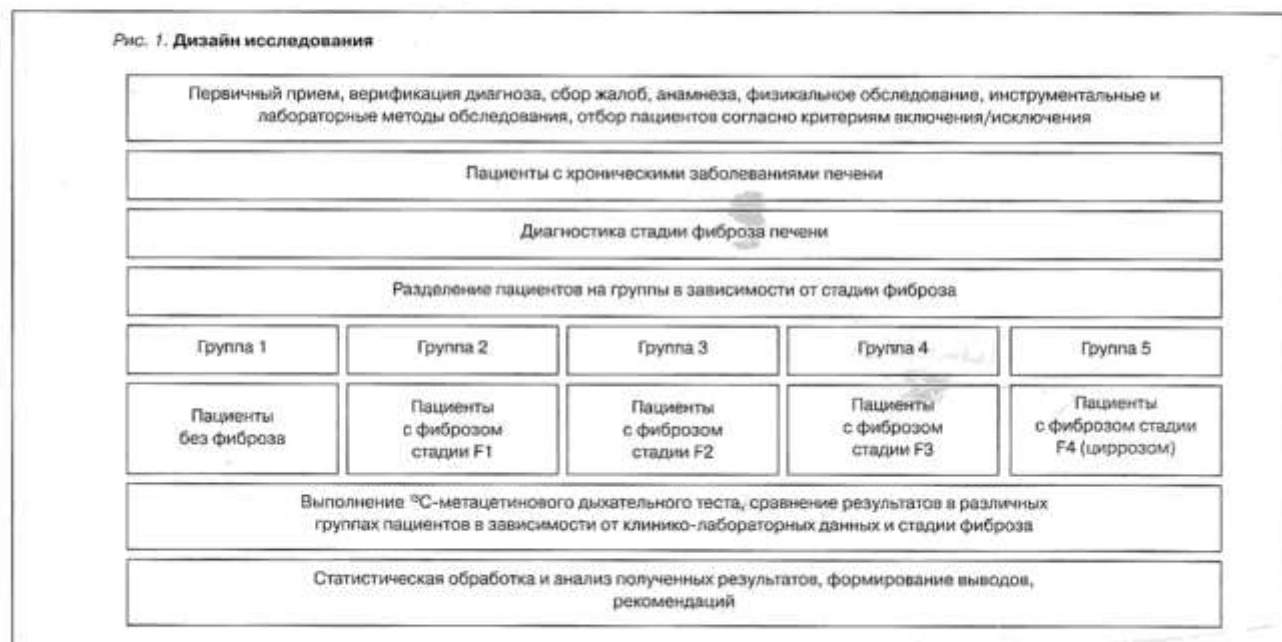 Рис. 1. Дизайн исследования
Первичный прием, верификация диагноза, сбор жалоб, анамнеза, физикальное обследование, инструментальные и
лабораторные методы обследования, отбор пациентов согласно критериям включения/исключения
Пациенты с хроническими заболеваниями печени
Диагностика стадии фиброза печени
Разделение пациентов на группы в зависимости от стадии фиброза
Группа 1
Группа 2
Группа 3
Группа 4
Группа 5
Пациенты
без фиброза
Пациенты
с фиброзом
стадии F1
Пациенты
с фиброзом
стадии F2
Пациенты
с фиброзом
стадии F3
Пациенты
с фиброзом стадии
F4 (циррозом)
Выполнение ¹³С-метацетинового дыхательного теста, сравнение результатов в различных
группах пациентов в зависимости от клинико-лабораторных данных и стадии фиброза
Статистическая обработка и анализ полученных результатов, формирование выводов,
рекомендаций